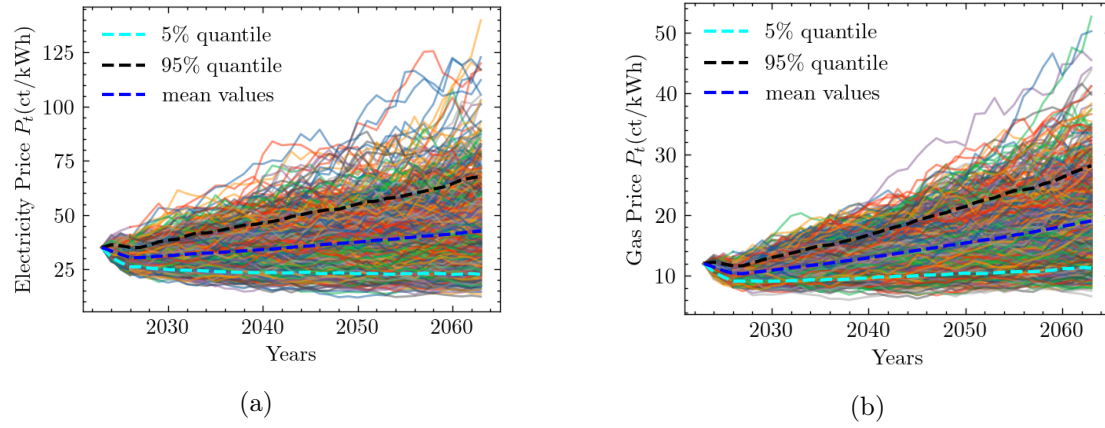 Electricity Price P_t(ct/kWh)
125
100
75
50
25
5% quantile
95% quantile
mean values
2030 2040 2050 2060
Years
(a)
Gas Price P_t(ct/kWh)
50
40
30
20
10
5% quantile
95% quantile
mean values
2030 2040 2050 2060
Years
(b)